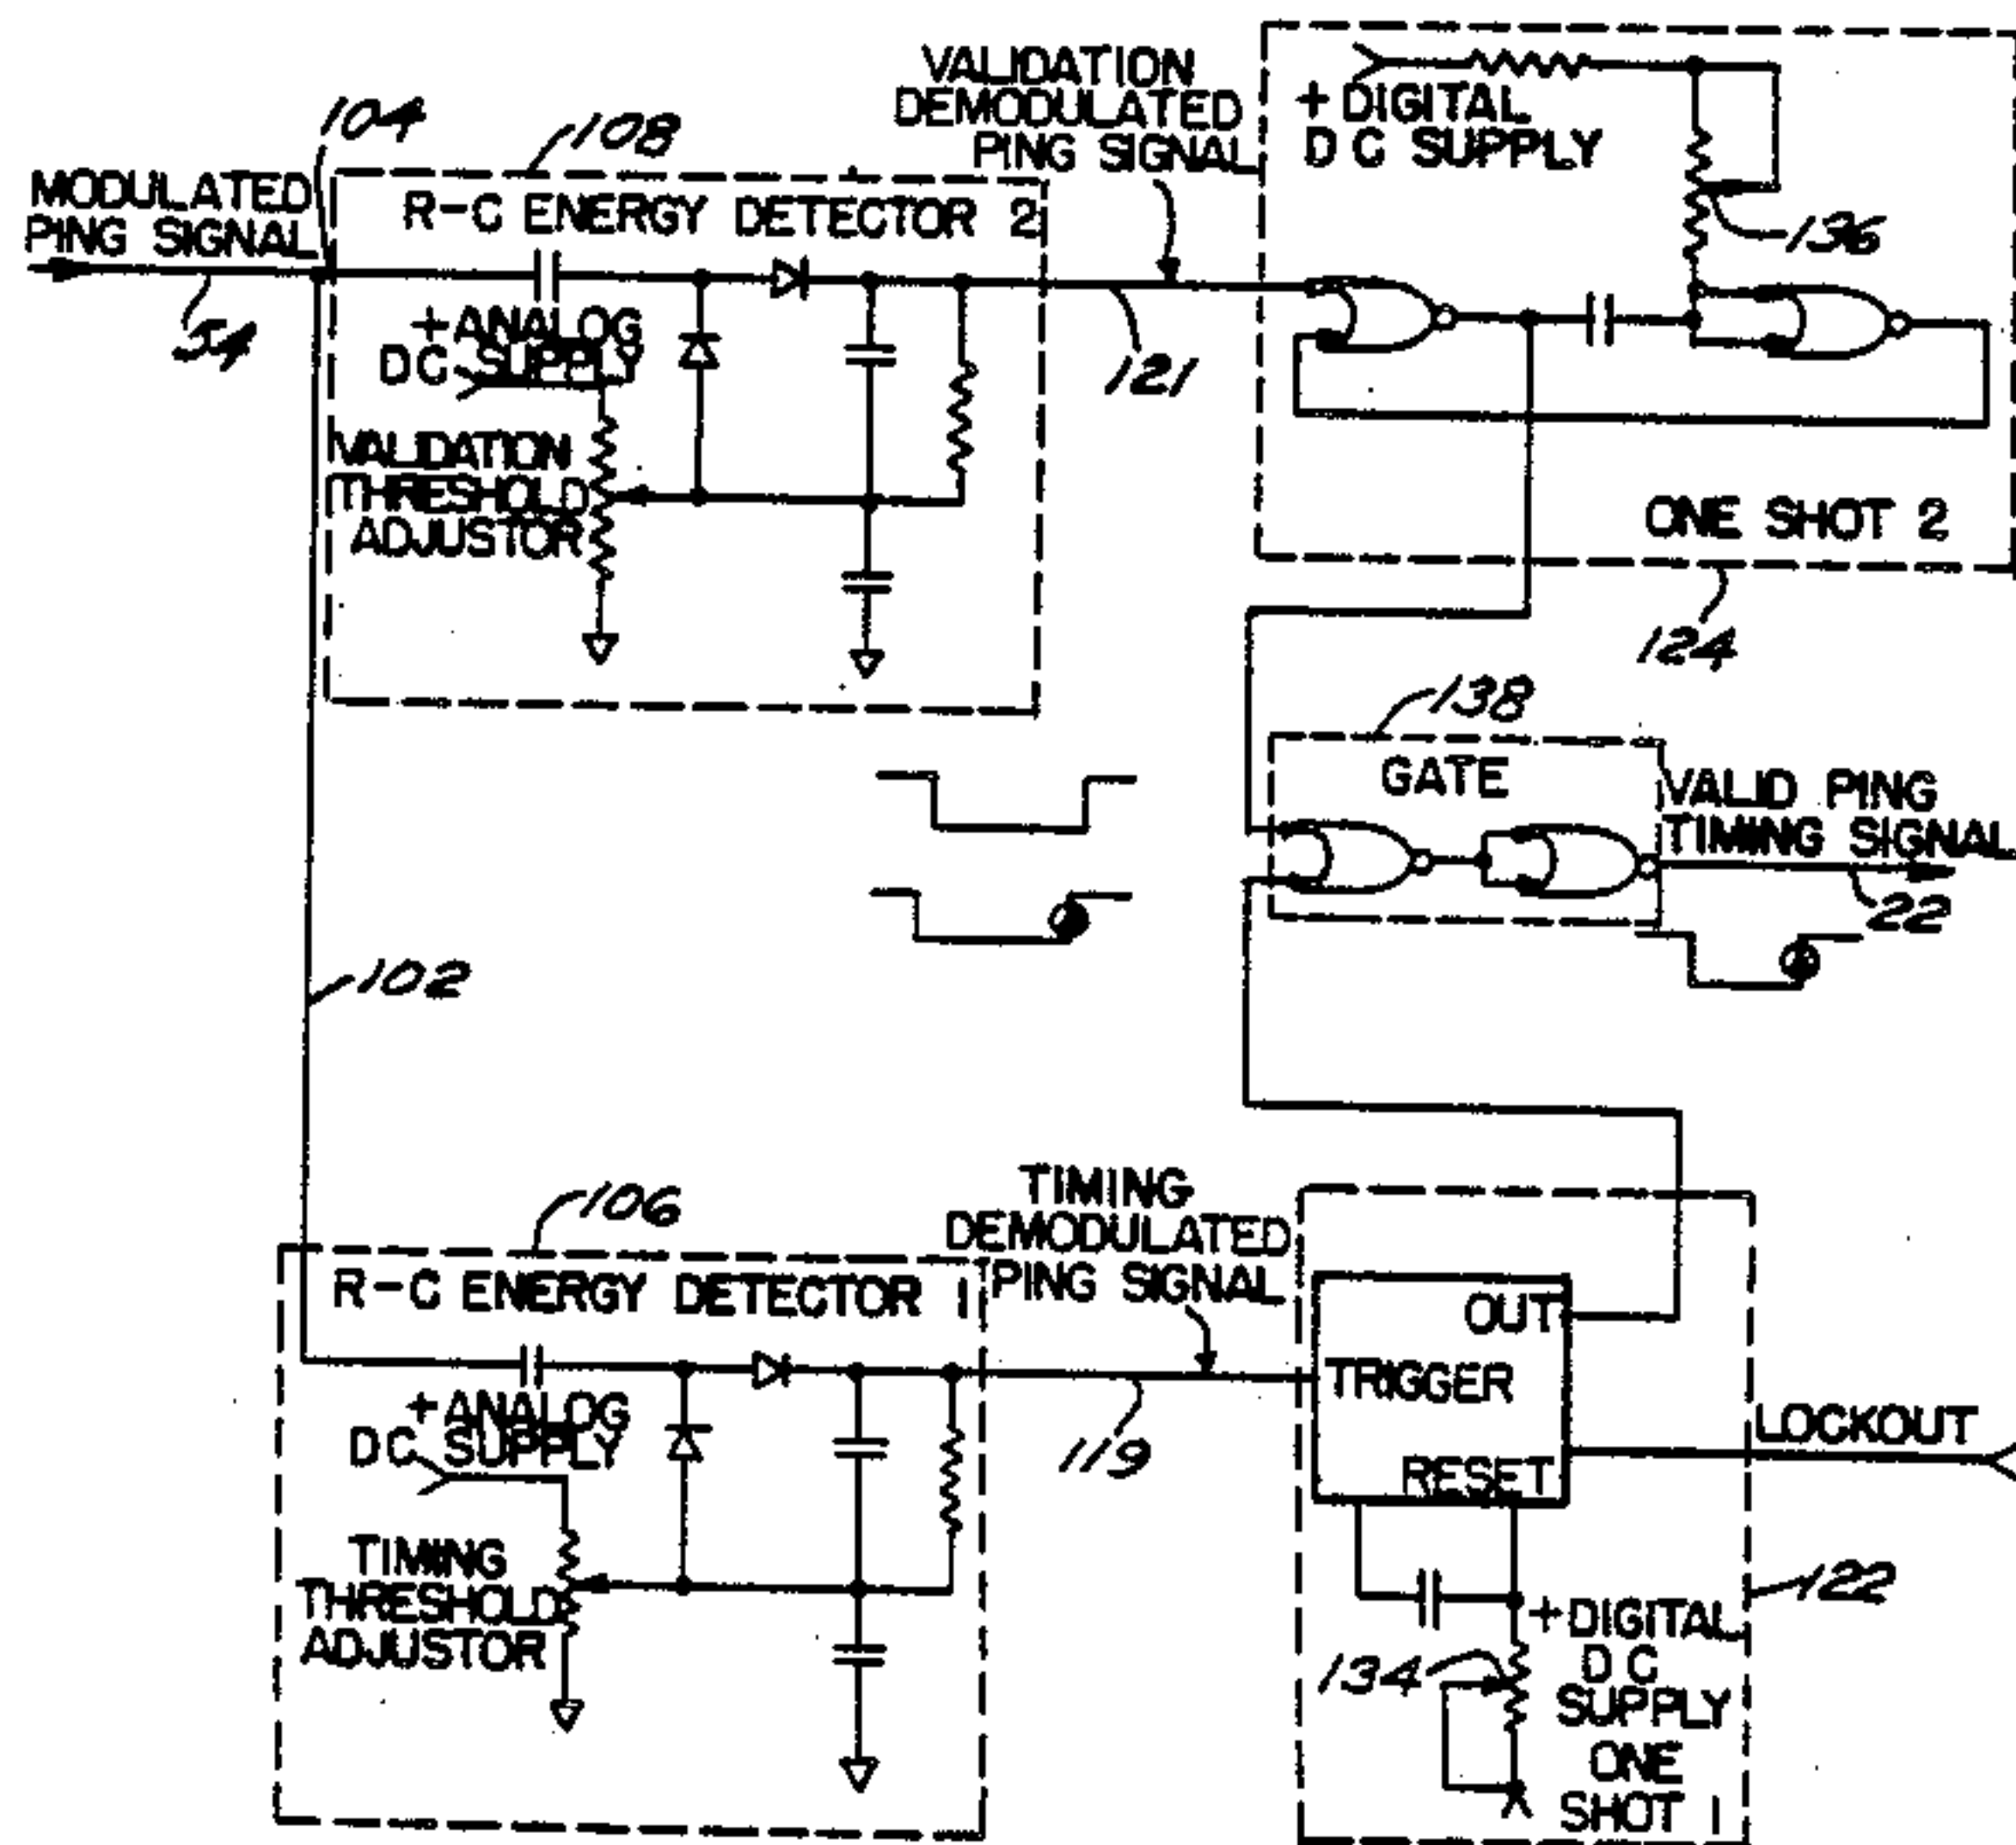 104
108
MODULATED
PING SIGNAL
54
R-C ENERGY DETECTOR 2
+ANALOG
DC SUPPLY
VALIDATION
THRESHOLD
ADJUSTOR
VALIDATION
DEMODULATED
PING SIGNAL
121
+ DIGITAL
DC SUPPLY
136
ONE SHOT 2
124
138
GATE
VALID PING
TIMING SIGNAL
22
102
106
R-C ENERGY DETECTOR 1
+ANALOG
DC SUPPLY
TIMING
THRESHOLD
ADJUSTOR
TIMING
DEMODULATED
PING SIGNAL
119
OUT
TRIGGER
RESET
LOCKOUT
122
134
+DIGITAL
DC
SUPPLY
ONE
SHOT 1